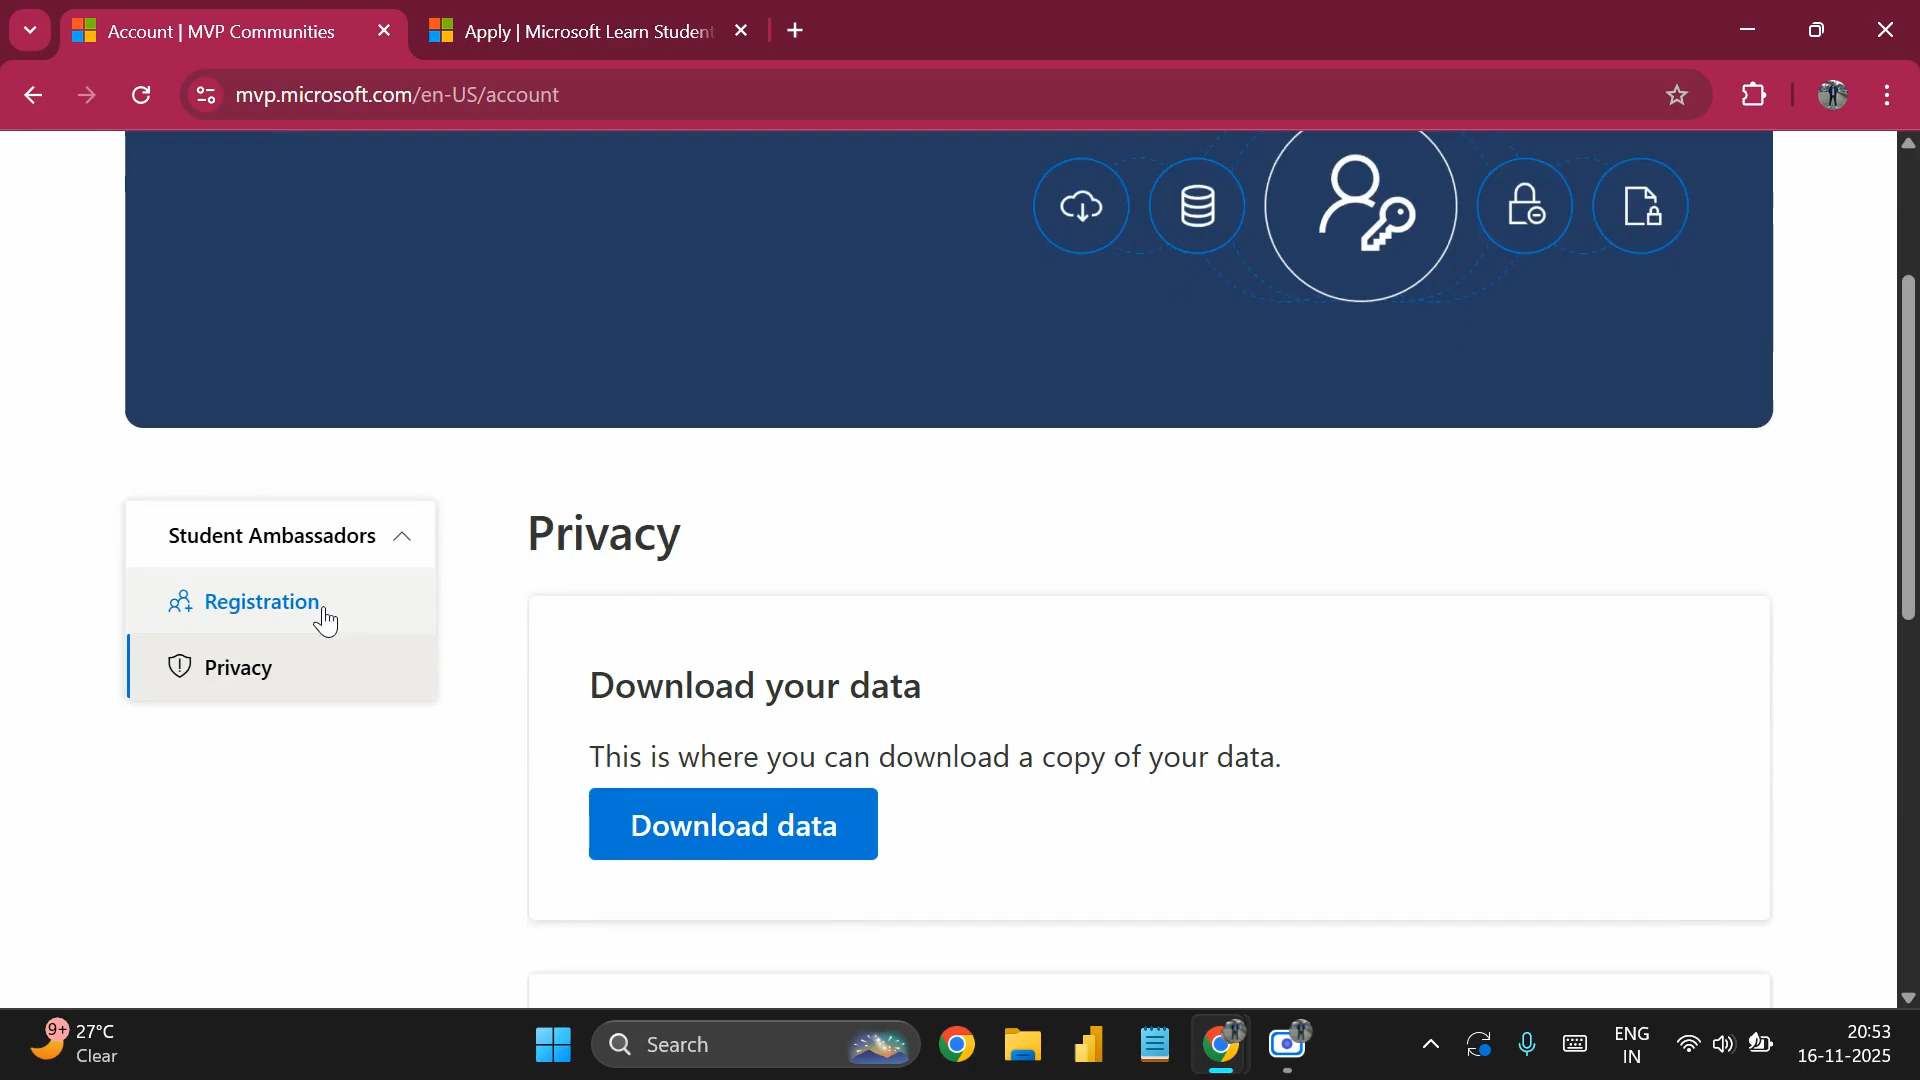 Account | MVP Communities
Apply | Microsoft Learn Student
mvp.microsoft.com/en-US/account
Student Ambassadors
Registration
Privacy
Privacy
Download your data
This is where you can download a copy of your data.
Download data
9+
27°C
Clear
Search
ENG
IN
20:53
16-11-2025